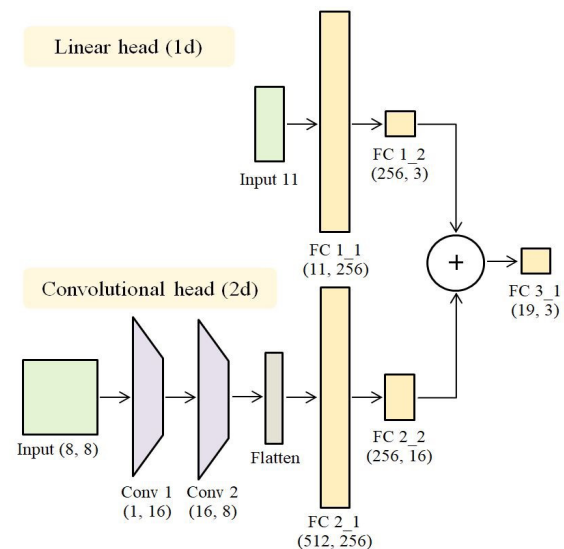 Linear head (1d)
Input 11
FC 1_1
(11, 256)
FC 1_2
(256, 3)
+
FC 3_1
(19, 3)
Convolutional head (2d)
Input (8, 8)
Conv 1
(1, 16)
Conv 2
(16, 8)
Flatten
FC 2_1
(512, 256)
FC 2_2
(256, 16)